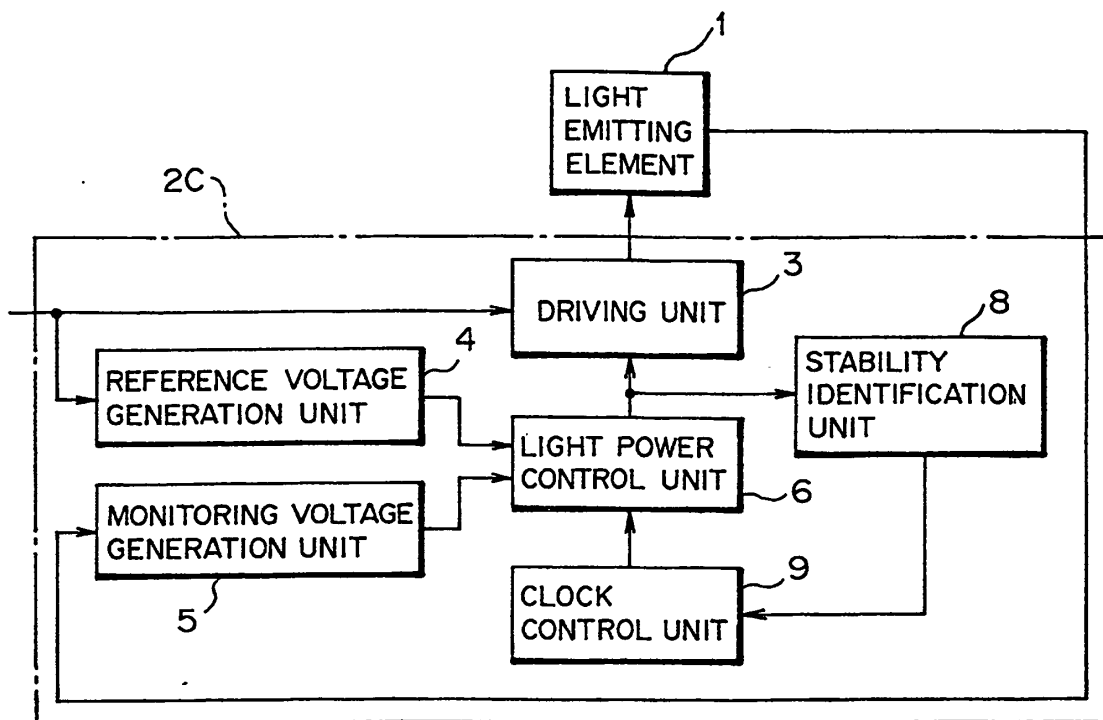 1
LIGHT
EMITTING
ELEMENT
2C
3
DRIVING UNIT
8
STABILITY
IDENTIFICATION
UNIT
4
REFERENCE VOLTAGE
GENERATION UNIT
LIGHT POWER
CONTROL UNIT
6
MONITORING VOLTAGE
GENERATION UNIT
5
9
CLOCK
CONTROL UNIT